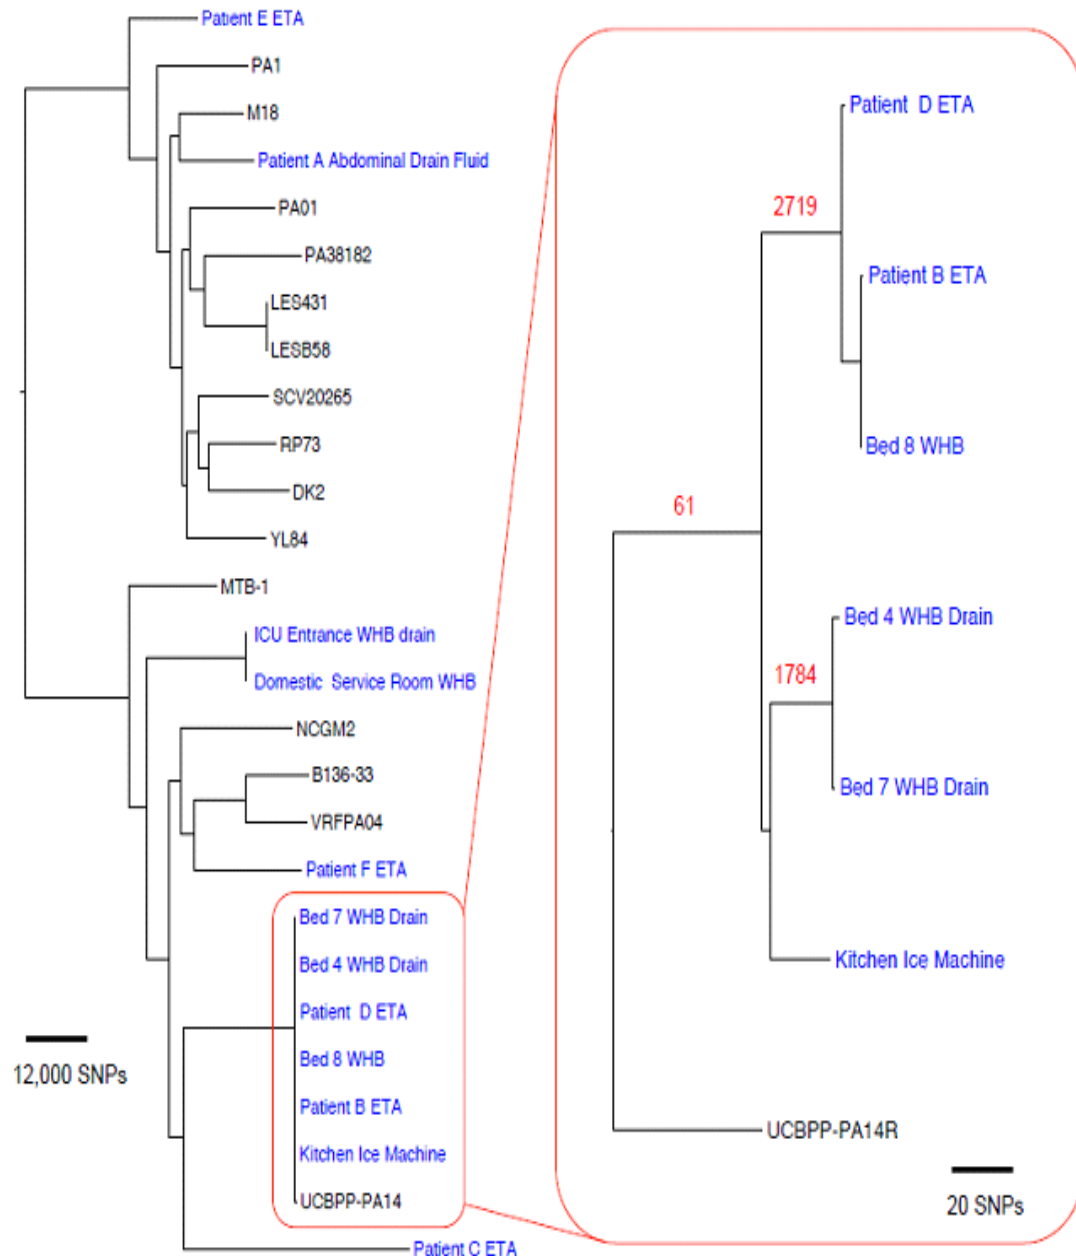 Patient E ETA
PA1
M18
Patient A Abdominal Drain Fluid
PA01
PA38182
LES431
LESB58
SCV20265
RP73
DK2
YL84
MTB-1
ICU Entrance WHB drain
Domestic Service Room WHB
NCGM2
B136-33
VRFPA04
Patient F ETA
Bed 7 WHB Drain
Bed 4 WHB Drain
Patient D ETA
Bed 8 WHB
Patient B ETA
Kitchen Ice Machine
UCBPP-PA14
Patient C ETA
12,000 SNPs
Patient D ETA
2719
Patient B ETA
Bed 8 WHB
61
Bed 4 WHB Drain
1784
Bed 7 WHB Drain
Kitchen Ice Machine
UCBPP-PA14R
20 SNPs